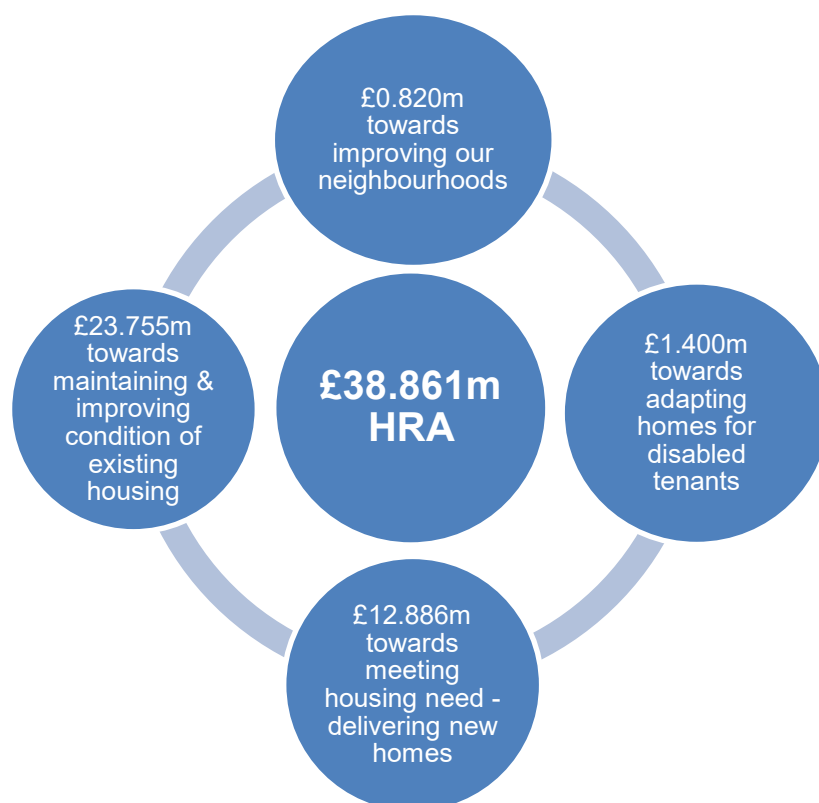 £0.820m
towards
improving our
neighbourhoods
£23.755m
towards
maintaining &
improving
condition of
existing
housing
£38.861m
HRA
£1.400m
towards
adapting
homes for
disabled
tenants
£12.886m
towards
meeting
housing need -
delivering new
homes